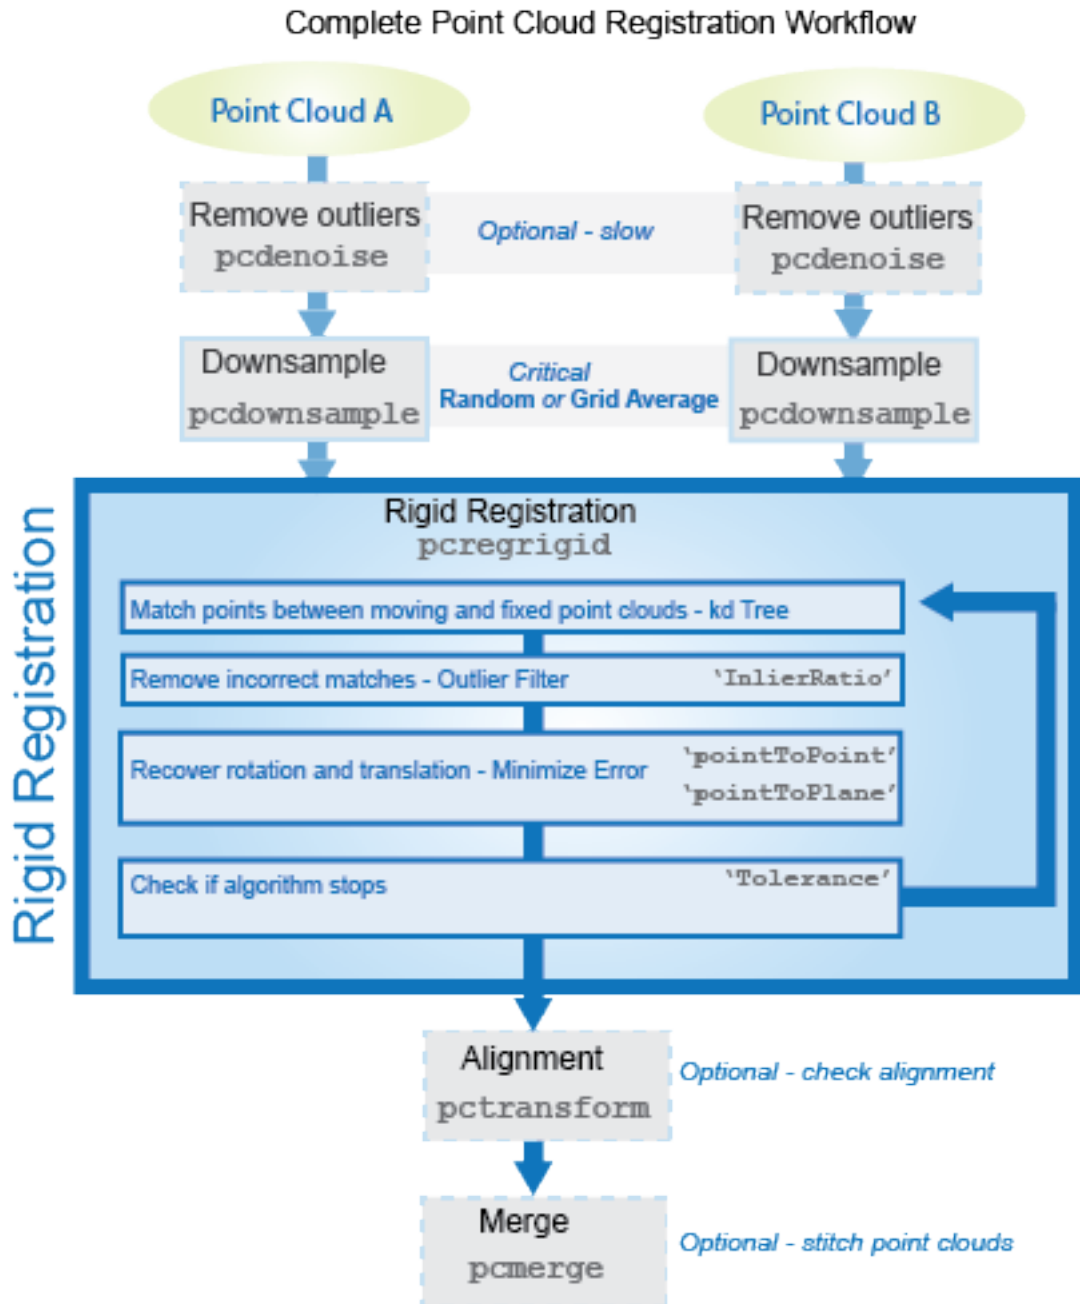 Complete Point Cloud Registration Workflow
Point Cloud A
Point Cloud B
Remove outliers
pcdenoise
Optional - slow
Remove outliers
pcdenoise
Downsample
pcdownsample
Critical
Random or Grid Average
Downsample
pcdownsample
Rigid Registration
Rigid Registration
pcregrigid
Match points between moving and fixed point clouds - kd Tree
Remove incorrect matches - Outlier Filter 'InlierRatio'
Recover rotation and translation - Minimize Error
'pointToPoint'
'pointToPlane'
Check if algorithm stops 'Tolerance'
Alignment
pctransform
Optional - check alignment
Merge
pcmerge
Optional - stitch point clouds